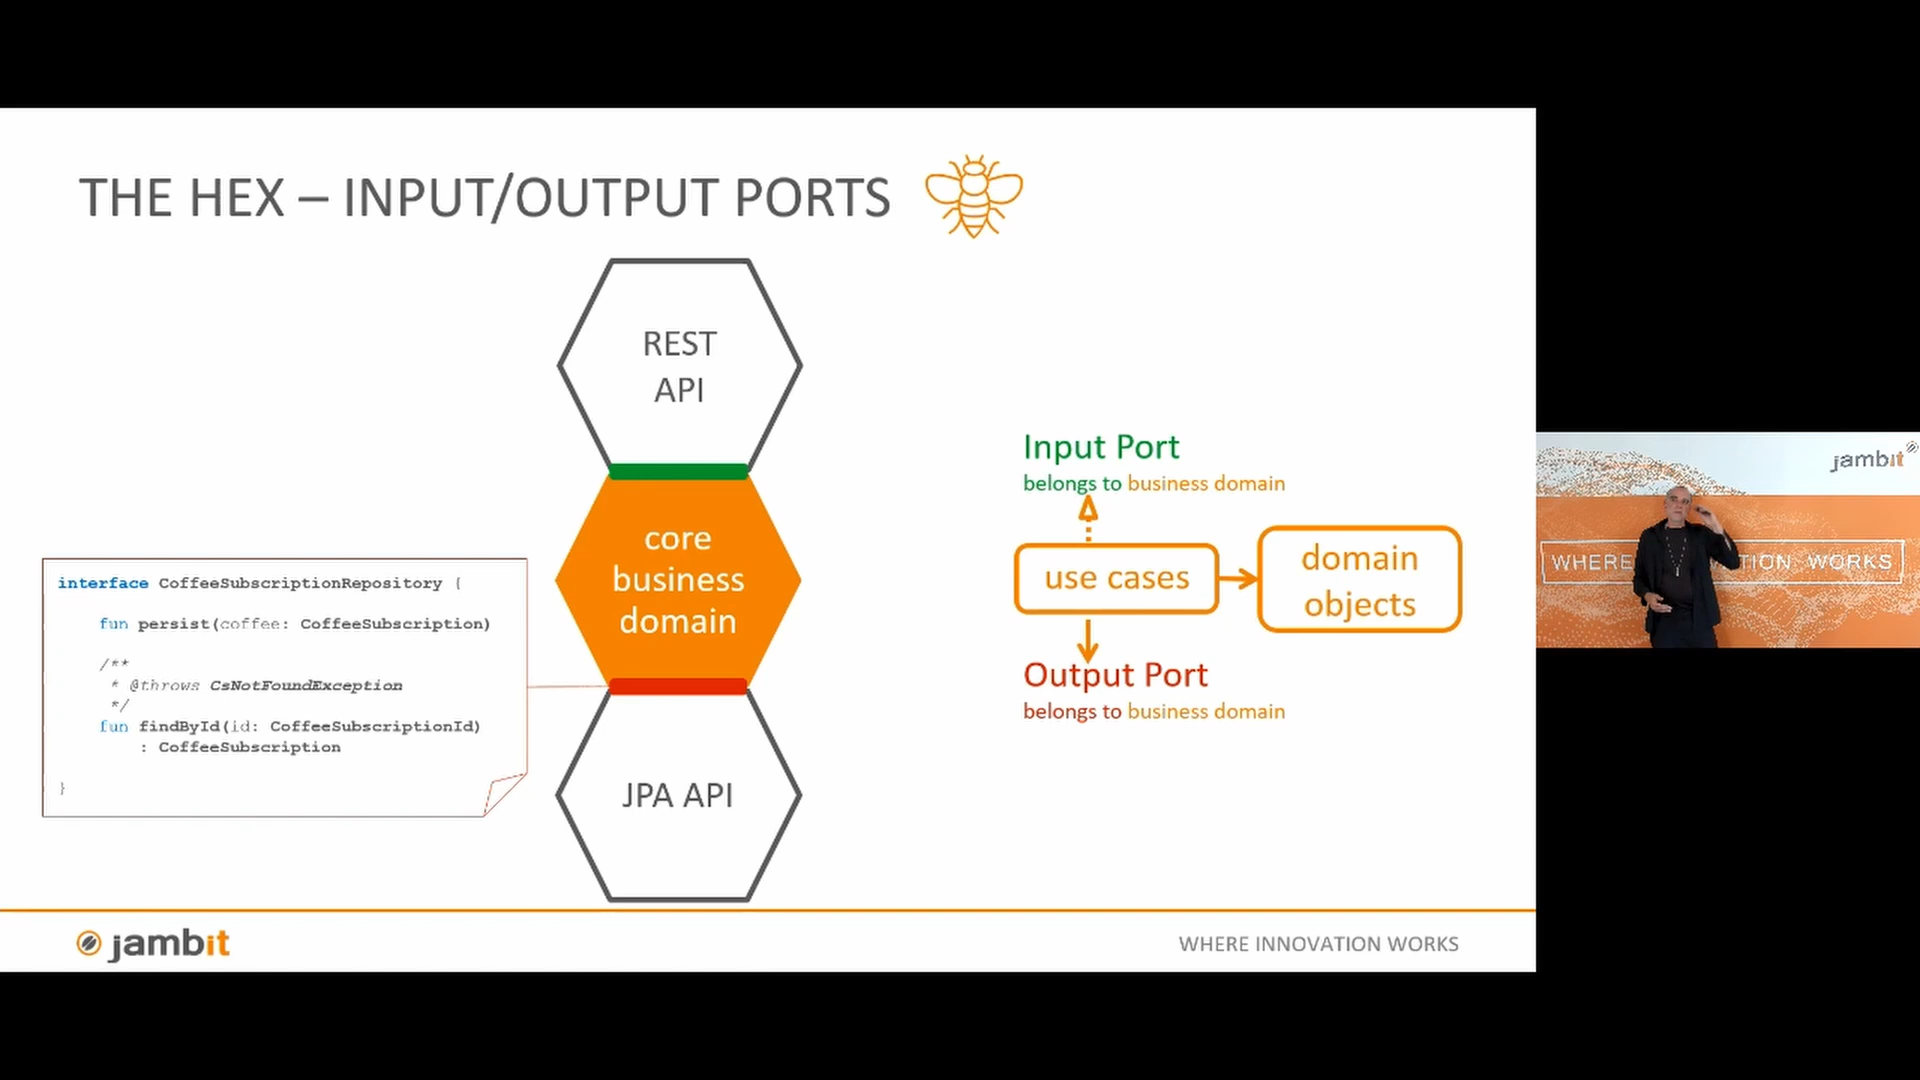 THE HEX – INPUT/OUTPUT PORTS
REST
API
core
business
domain
JPA API
interface CoffeeSubscriptionRepository {
fun persist(coffee: CoffeeSubscription)
/**
* @throws CsNotFoundException
*/
fun findById(id: CoffeeSubscriptionId)
: CoffeeSubscription
}
Input Port
belongs to business domain
use cases
domain
objects
Output Port
belongs to business domain
jambit
WHERE INNOVATION WORKS
jambit
WHERE
WORKS